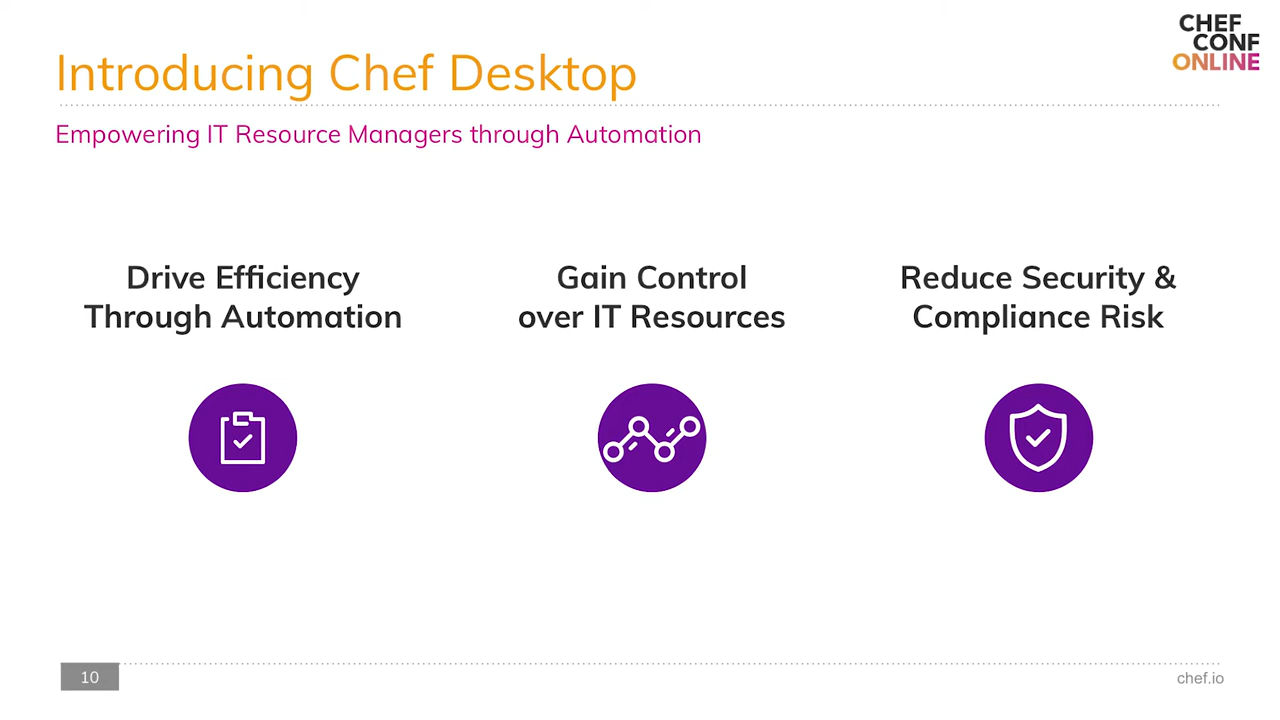 CHEF
CONF
ONLINE
Introducing Chef Desktop
Empowering IT Resource Managers through Automation
Drive Efficiency
Through Automation
Gain Control
over IT Resources
Reduce Security &
Compliance Risk
10
chef.io